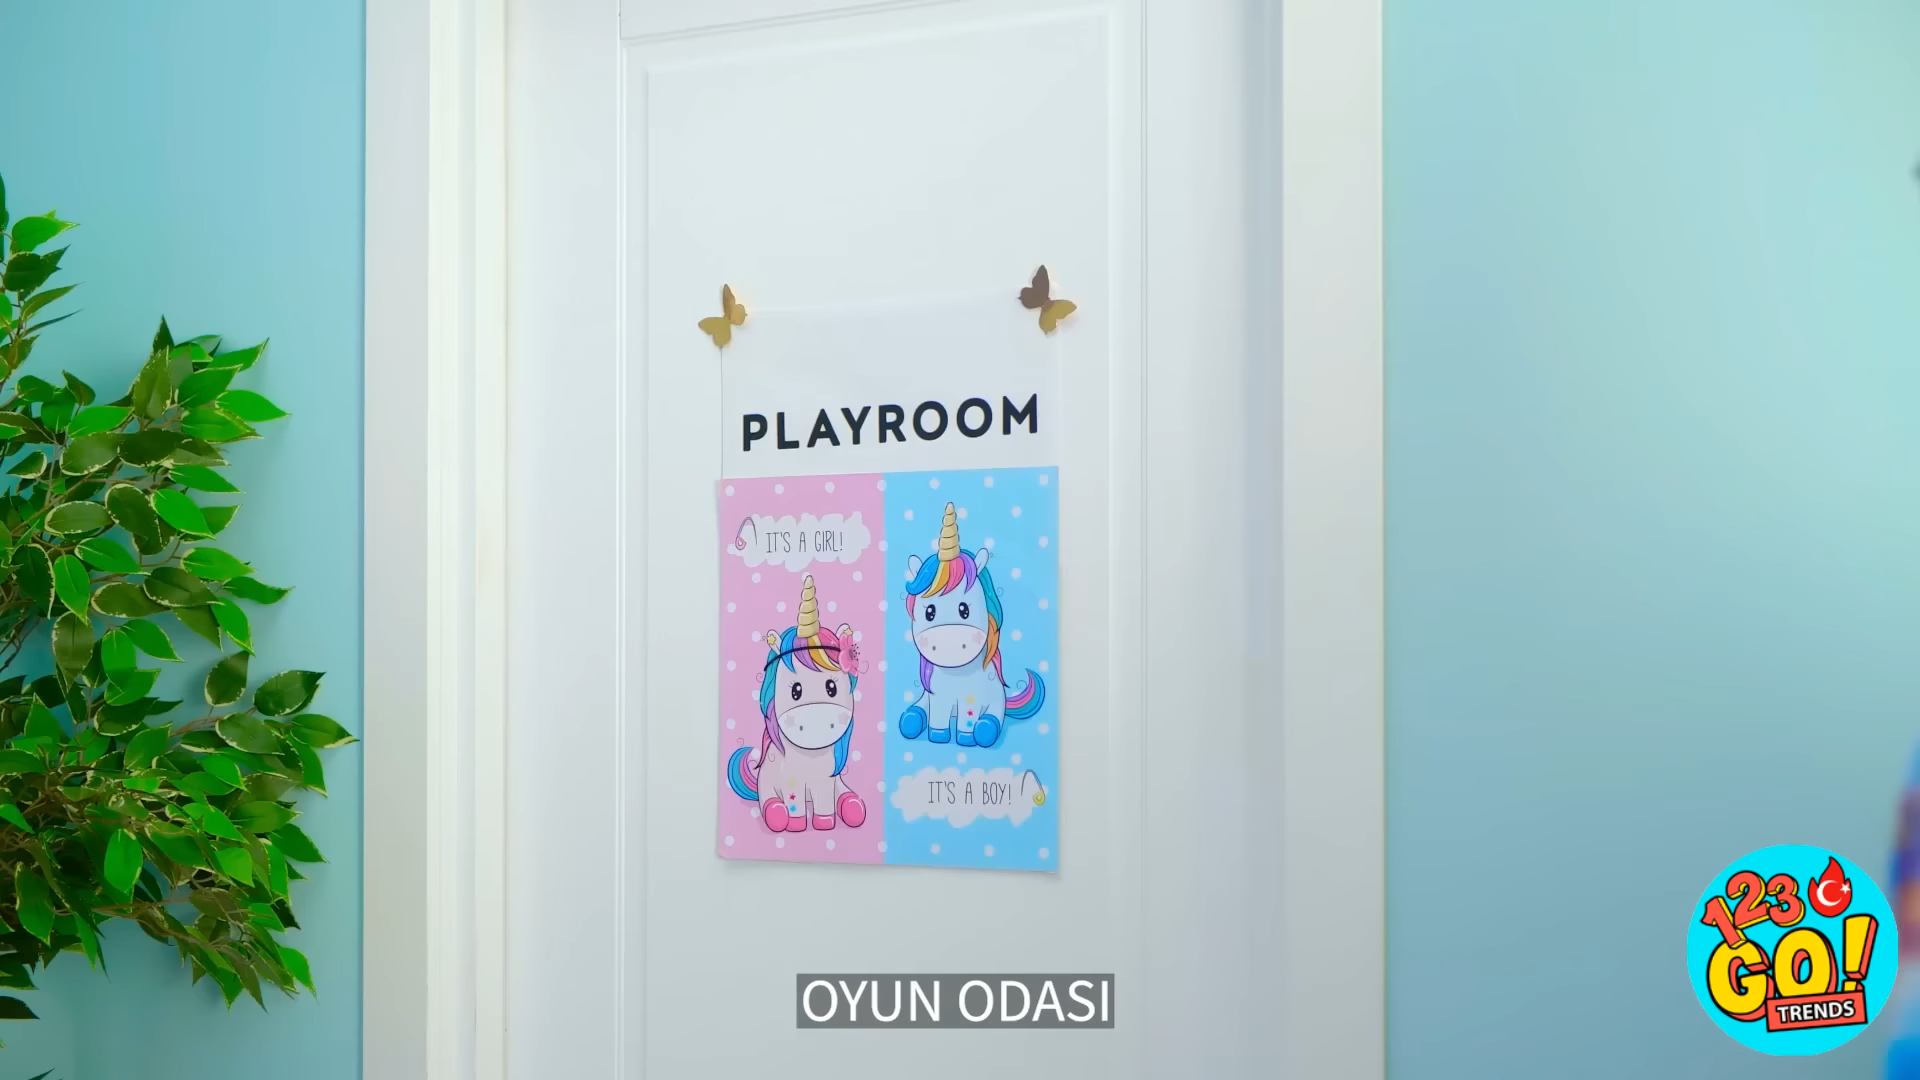 PLAYROOM
IT'S A GIRL!
IT'S A BOY!
OYUN ODASI
123
GO!
TRENDS